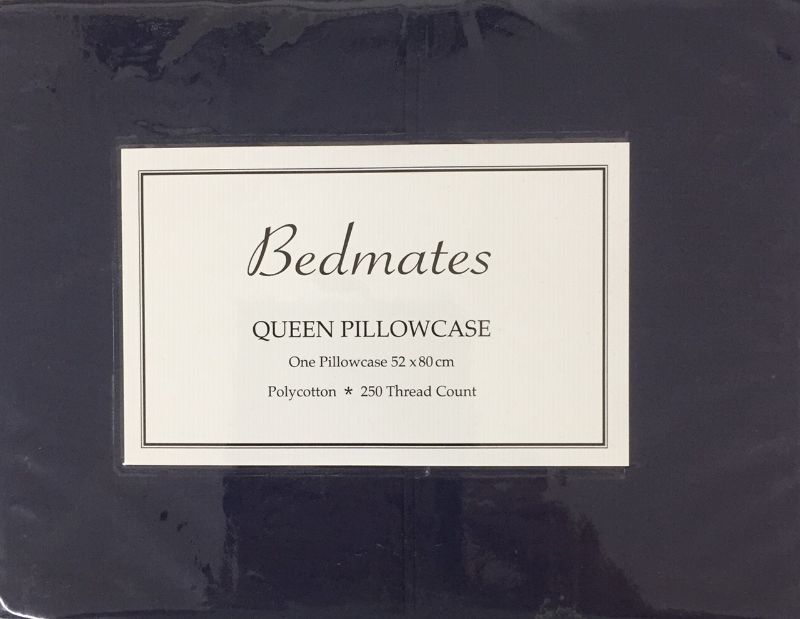 Bedmates
QUEEN PILLOWCASE
One Pillowcase 52 x 80 cm
Polycotton * 250 Thread Count